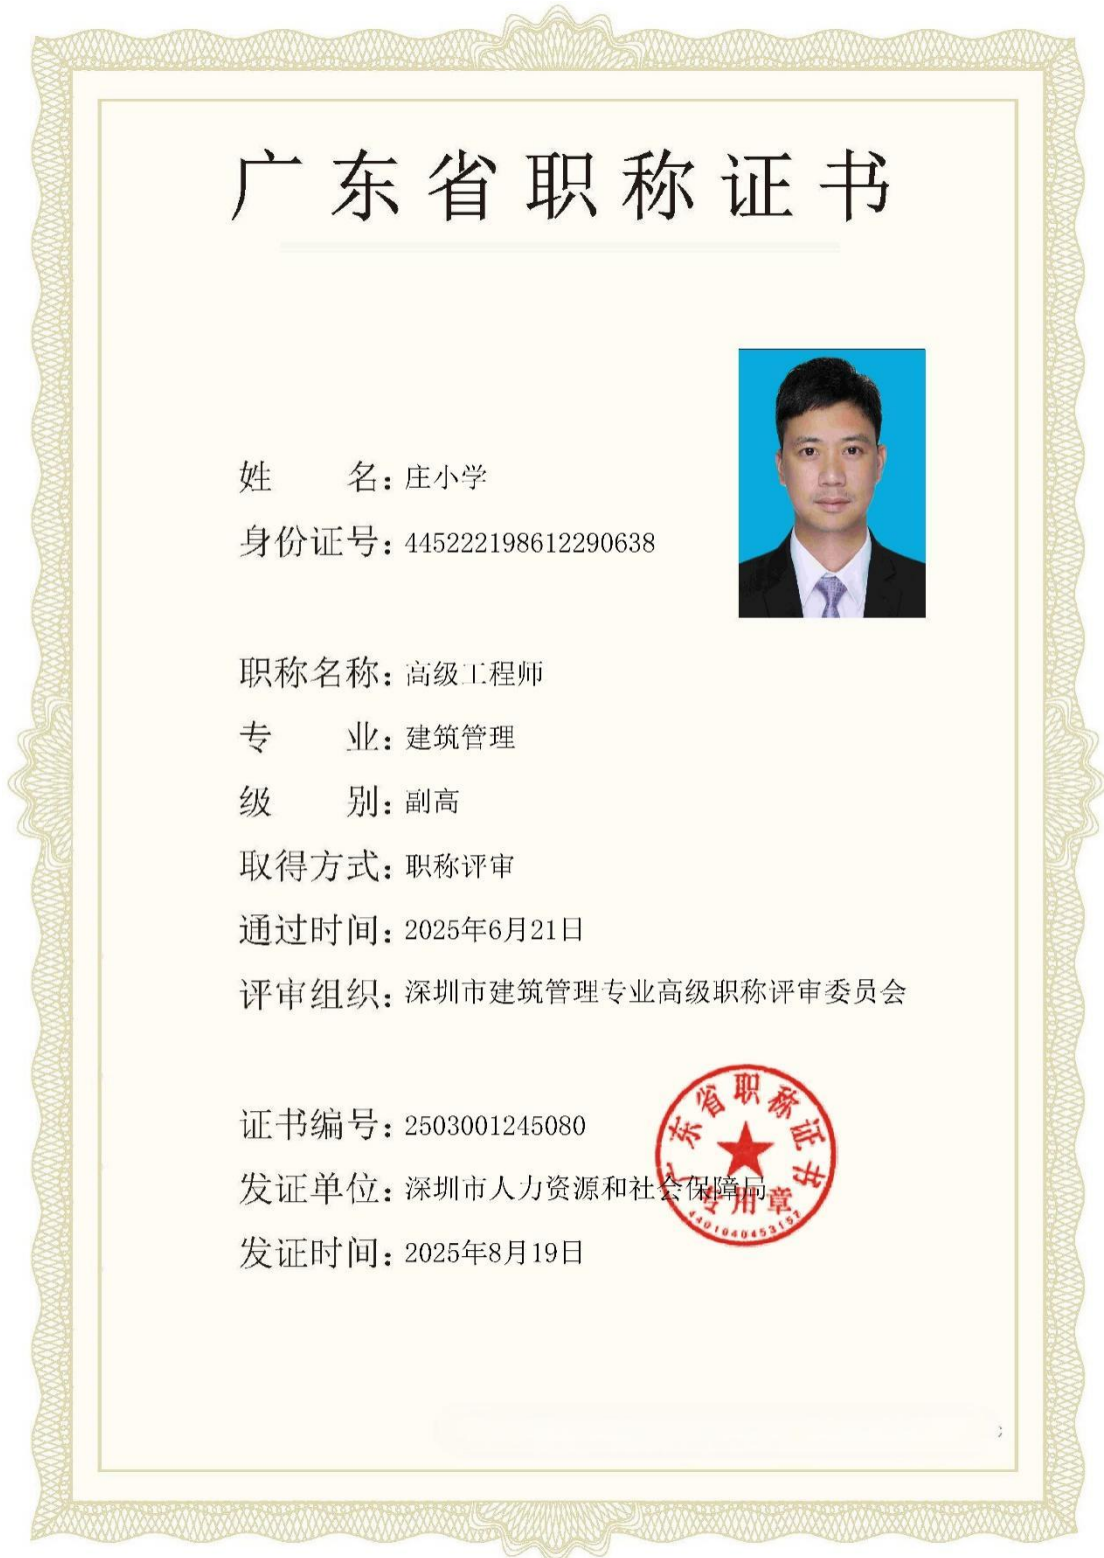 广东省职称证书
姓 名：庄小学
身份证号：445222198612290638
职称名称：高级工程师
专 业：建筑管理
级 别：副高
取得方式：职称评审
通过时间：2025年6月21日
评审组织：深圳市建筑管理专业高级职称评审委员会
证书编号：2503001245080
发证单位：深圳市人力资源和社会保障局
发证时间：2025年8月19日
广东省职称证书
专用章
4401040453157